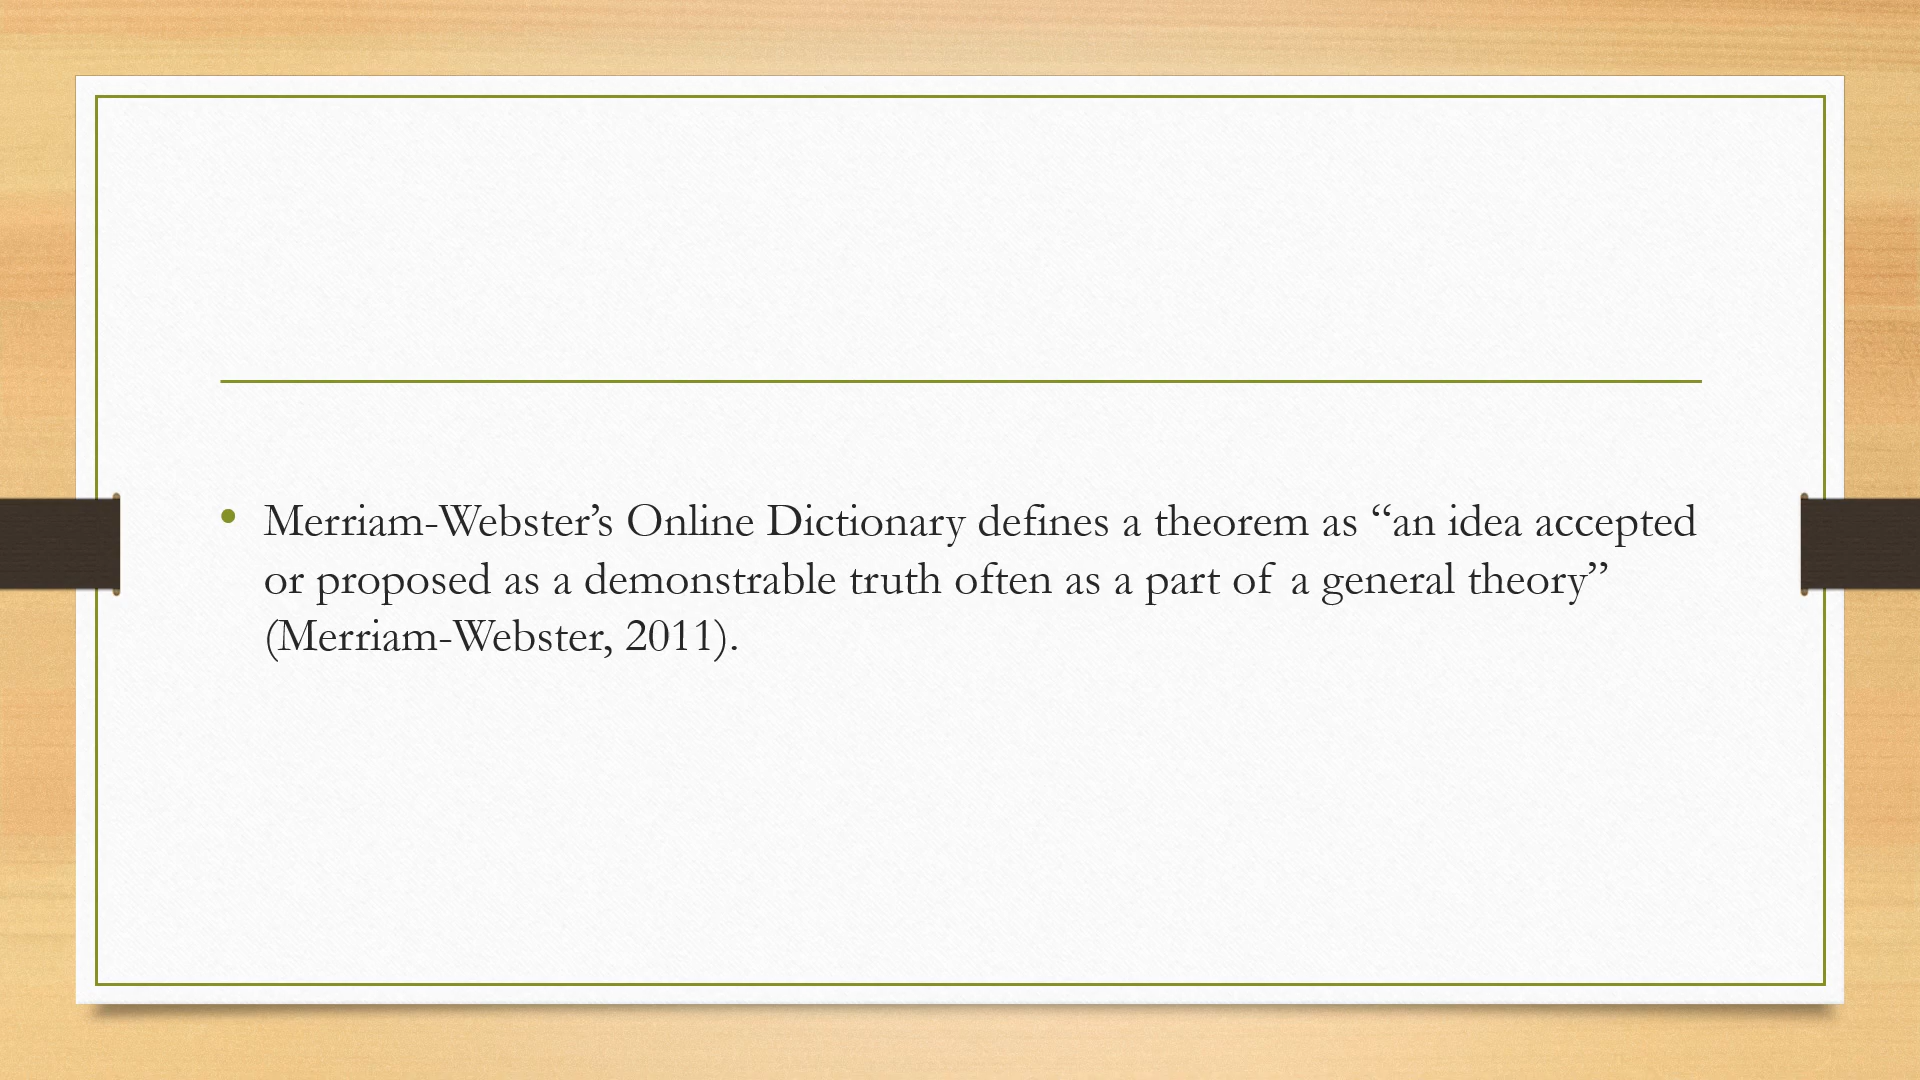 • Merriam-Webster’s Online Dictionary defines a theorem as “an idea accepted
or proposed as a demonstrable truth often as a part of a general theory”
(Merriam-Webster, 2011).